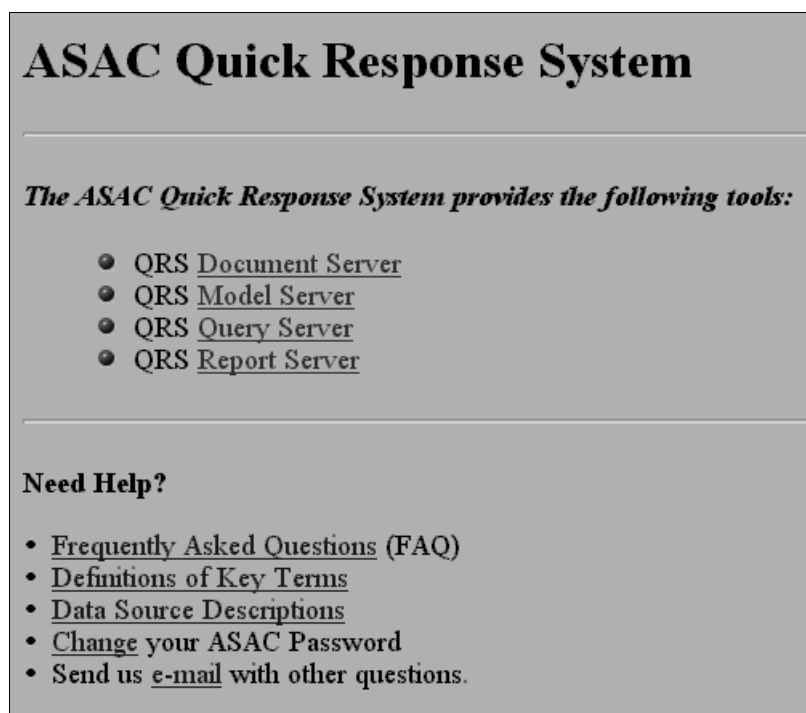 ASAC Quick Response System
The ASAC Quick Response System provides the following tools:
QRS Document Server
QRS Model Server
QRS Query Server
QRS Report Server
Need Help?
• Frequently Asked Questions (FAQ)
• Definitions of Key Terms
• Data Source Descriptions
• Change your ASAC Password
• Send us e-mail with other questions.